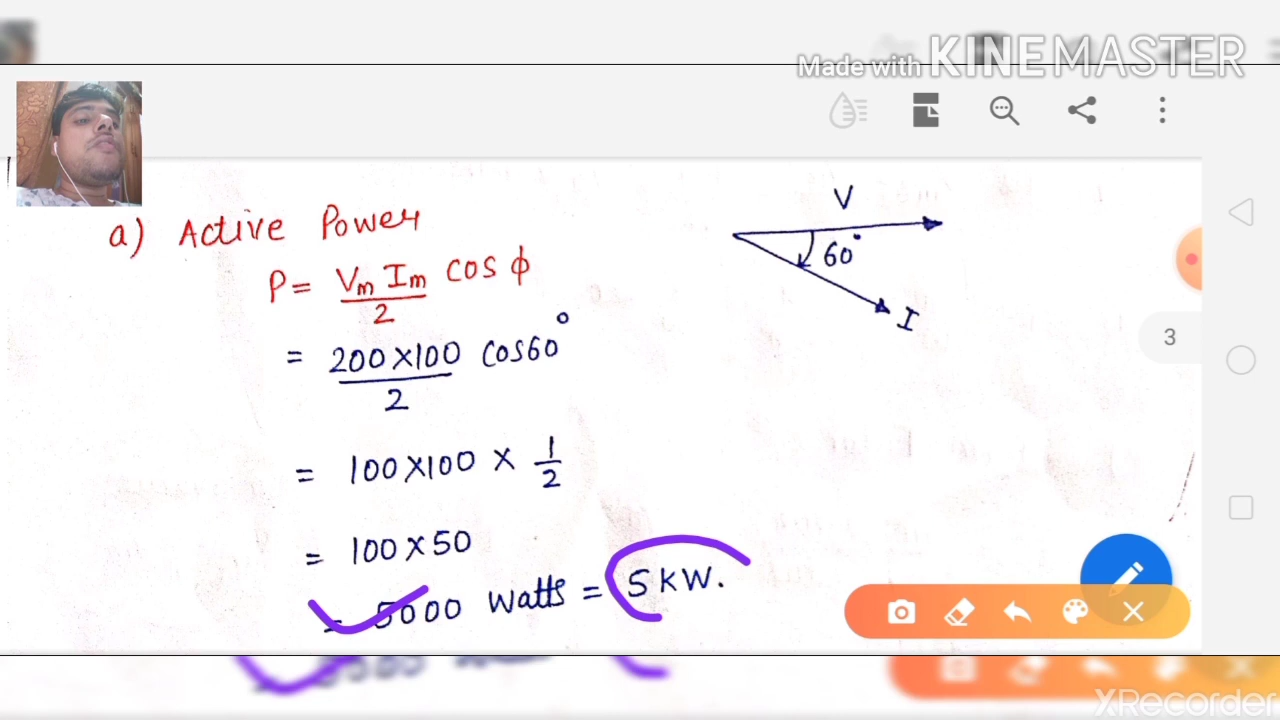 Made with KINEMASTER
a) Active Power
V
P = Vm Im / 2 cos ϕ
60°
I
= 200×100 / 2 cos60°
3
= 100×100 × 1/2
= 100×50
= 5000 watts = 5KW.
XRecorder